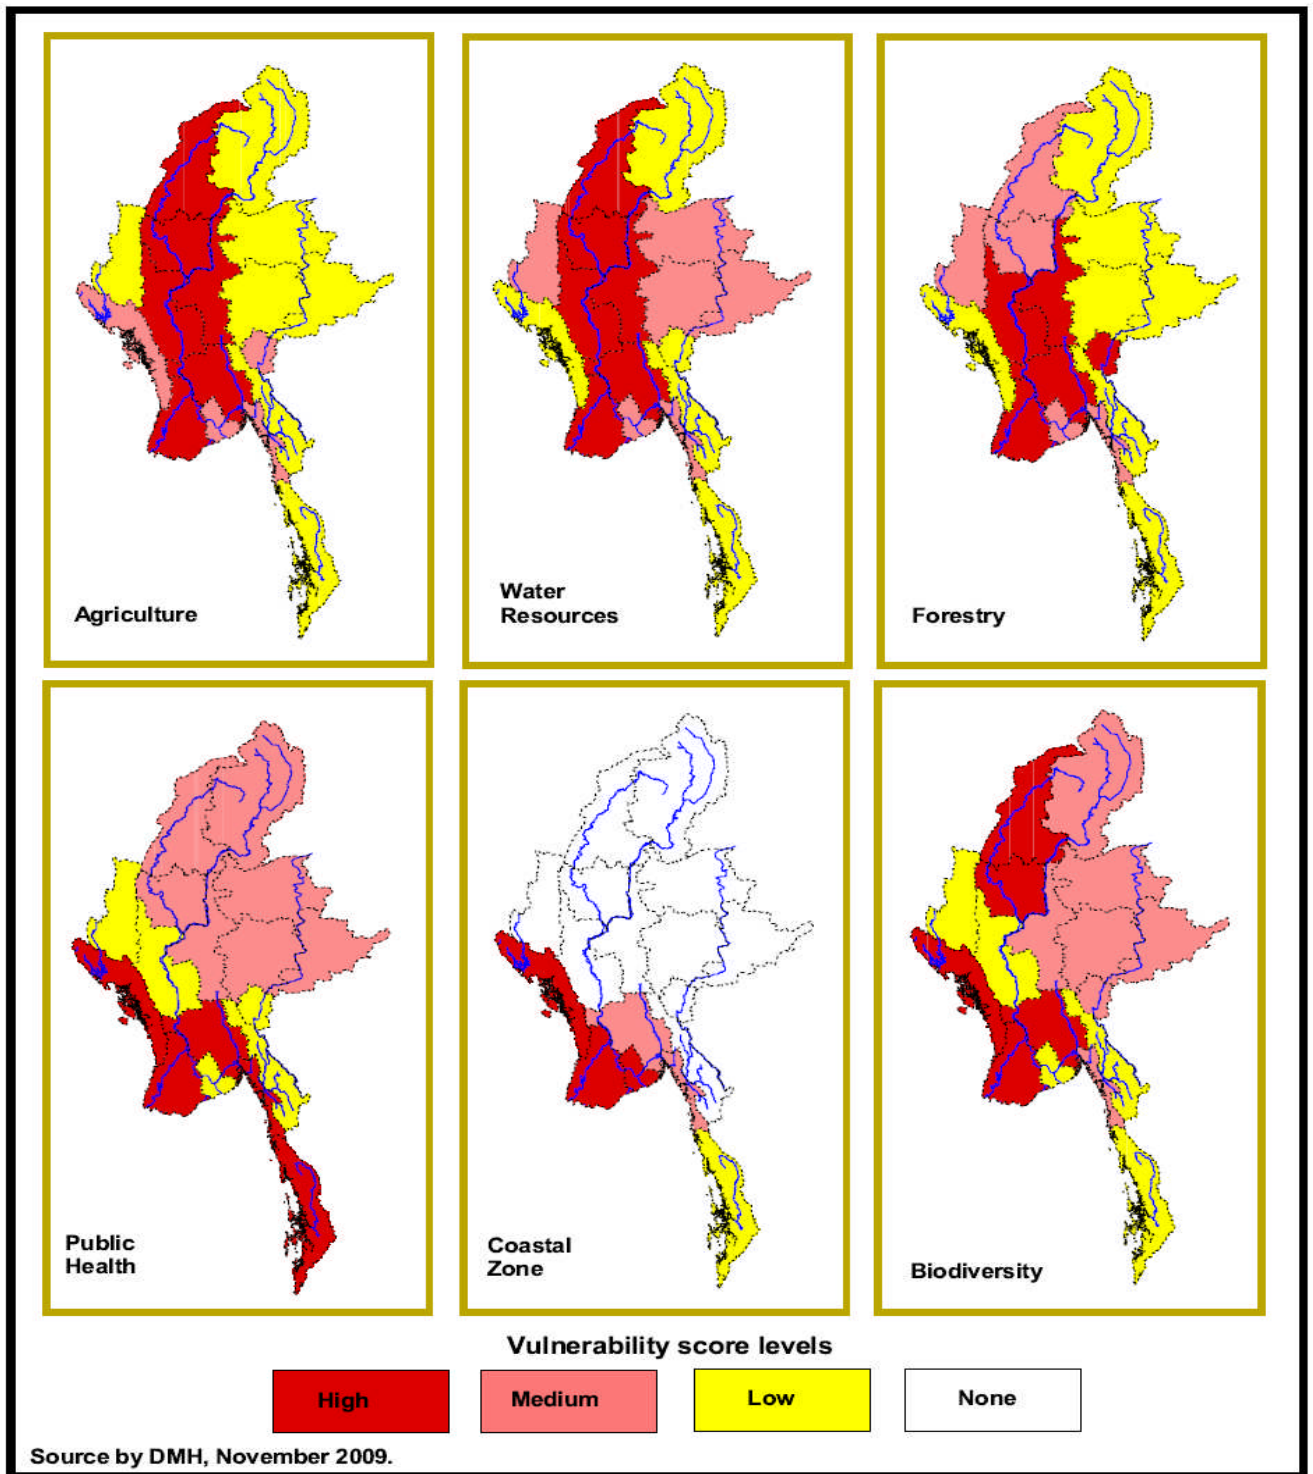 Agriculture
Water
Resources
Forestry
Public
Health
Coastal
Zone
Biodiversity
Vulnerability score levels
High
Medium
Low
None
Source by DMH, November 2009.